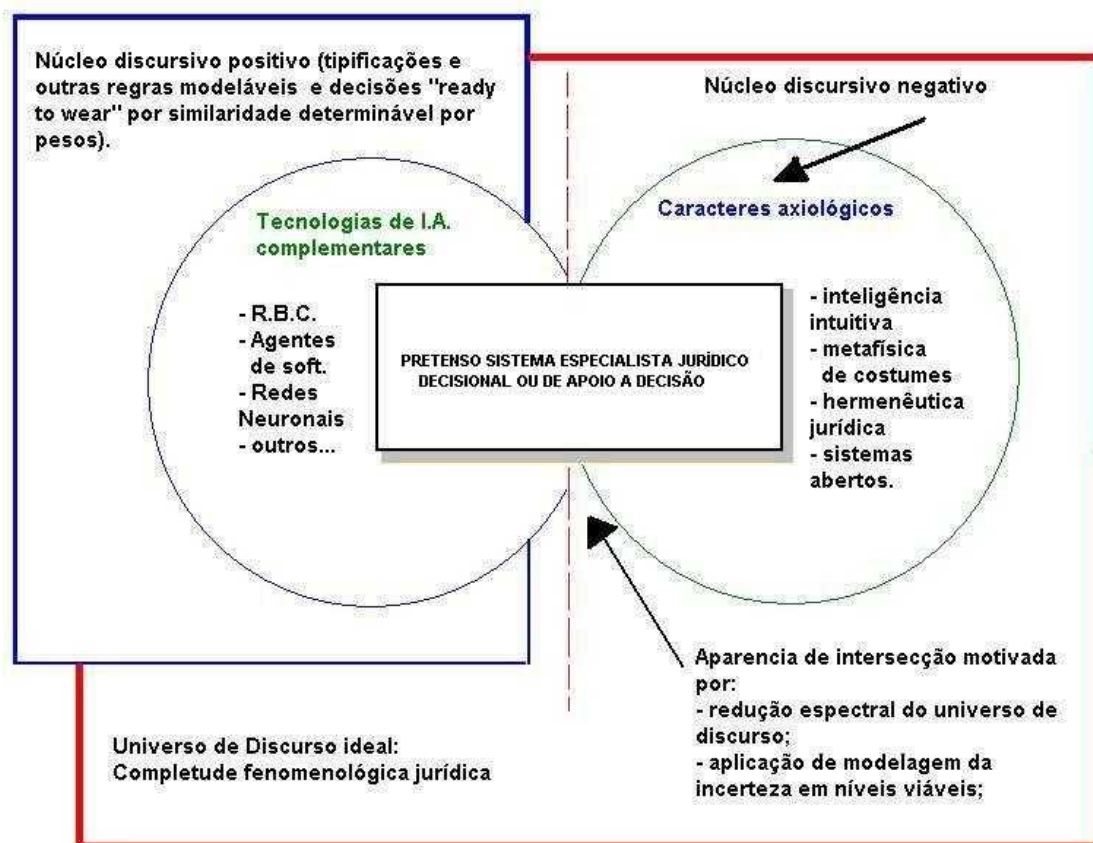 Núcleo discursivo positivo (tipificações e
outras regras modeláveis e decisões "ready
to wear" por similaridade determinável por
pesos).
Núcleo discursivo negativo
Tecnologias de I.A.
complementares
- R.B.C.
- Agentes
de soft.
- Redes
Neuronais
- outros...
PRETENSO SISTEMA ESPECIALISTA JURÍDICO
DECISIONAL OU DE APOIO A DECISÃO
Caracteres axiológicos
- inteligência
intuitiva
- metafísica
de costumes
- hermenêutica
jurídica
- sistemas
abertos.
Aparencia de intersecção motivada
por:
- redução espectral do universo de
discurso;
- aplicação de modelagem da
incerteza em níveis viáveis;
Universo de Discurso ideal:
Completude fenomenológica jurídica